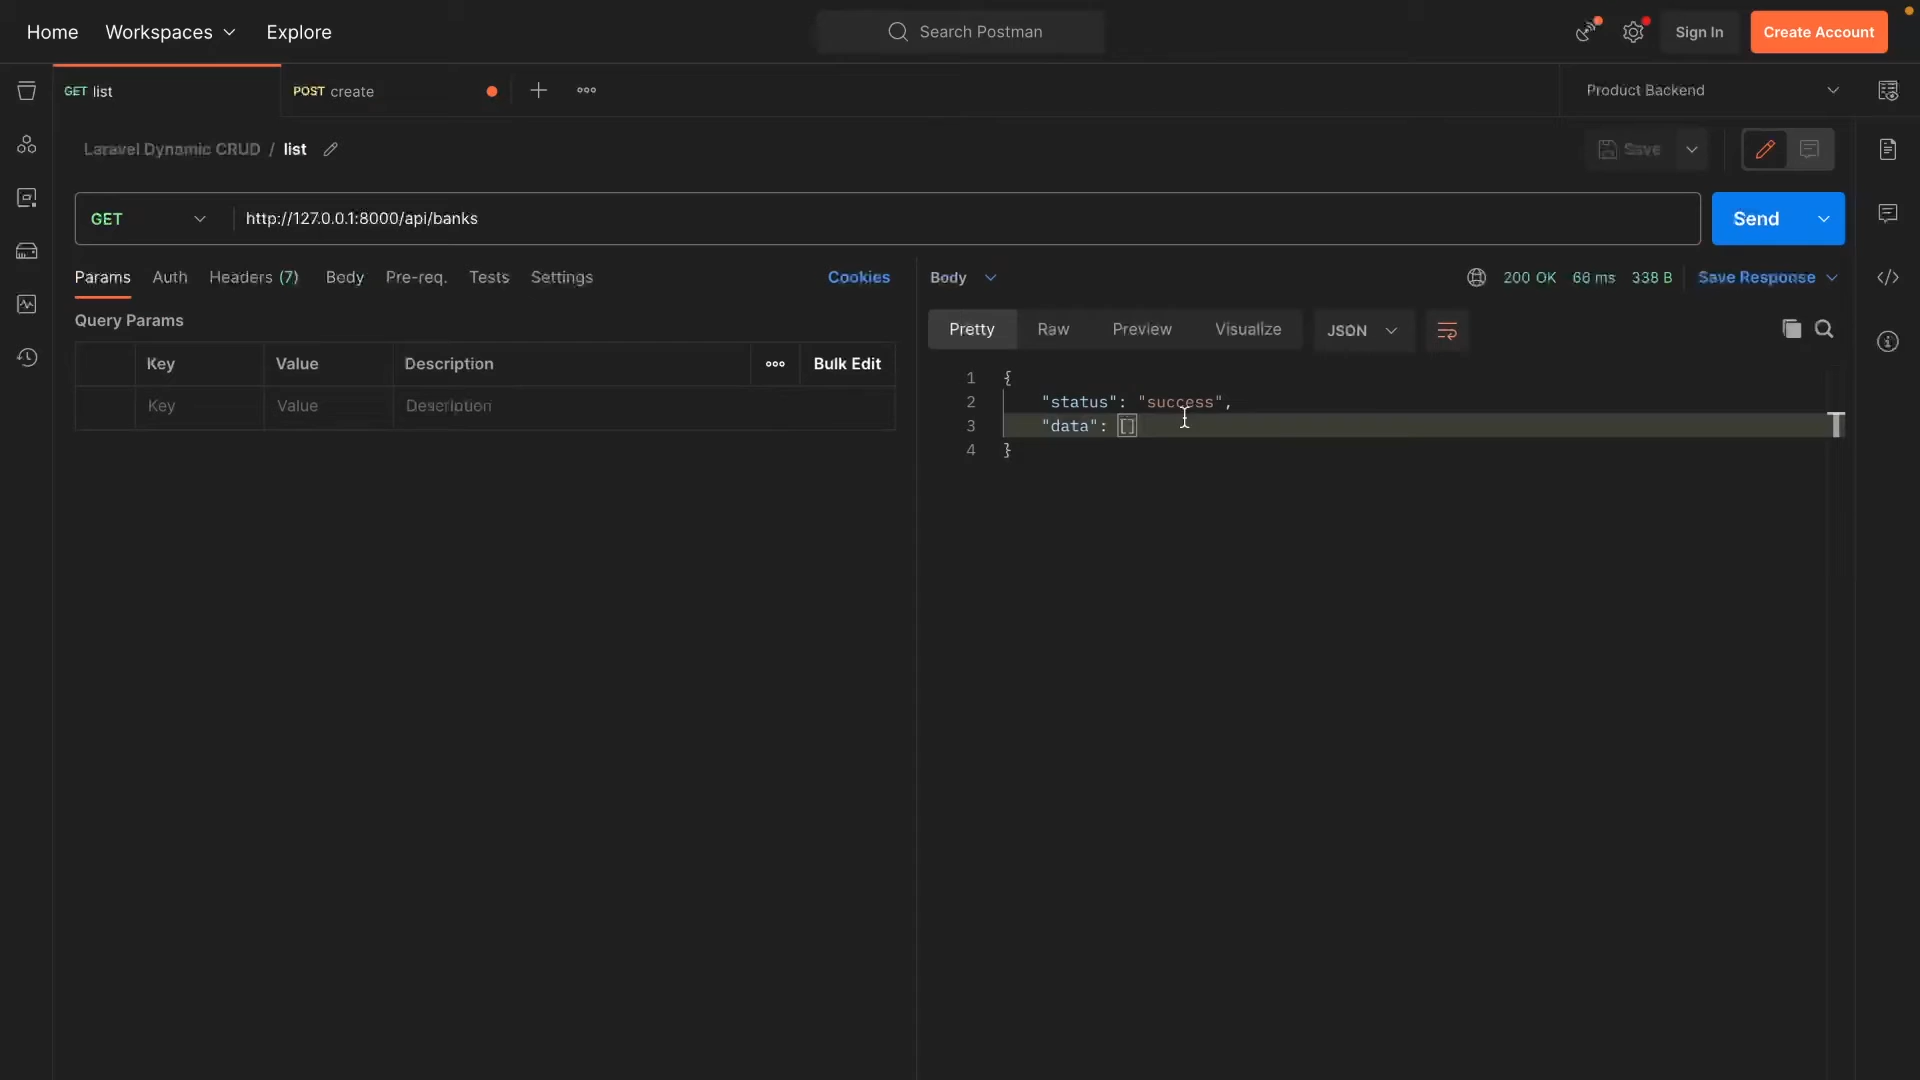 Home Workspaces Explore Search Postman Sign In Create Account
GET list POST create Product Backend
Laravel Dynamic CRUD / list Save
GET http://127.0.0.1:8000/api/banks Send
Params Auth Headers (7) Body Pre-req. Tests Settings Cookies
Body 200 OK 66 ms 338 B Save Response
Query Params
Pretty Raw Preview Visualize JSON
Key Value Description Bulk Edit
Key Value Description
1 {
2 "status": "success",
3 "data": []
4 }